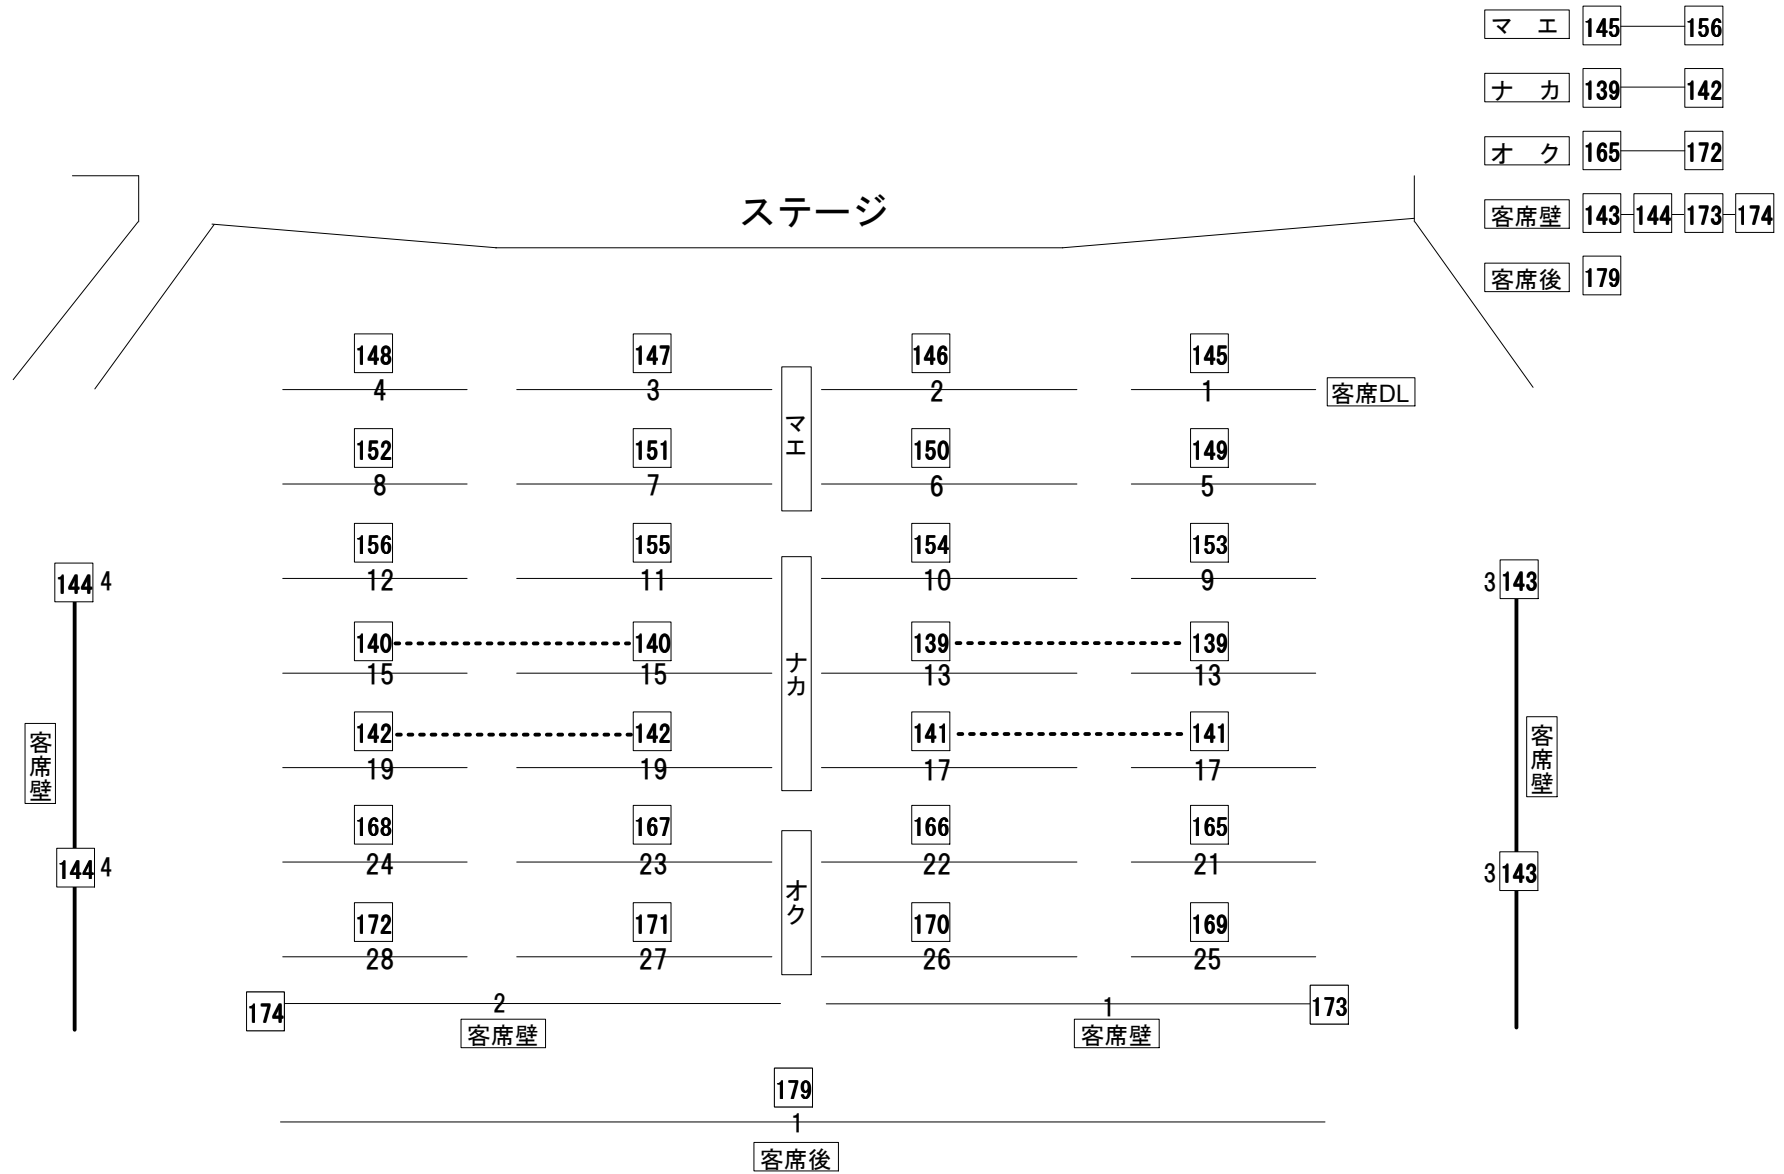 マ エ 145 156
ナ カ 139 142
オ ク 165 172
客席壁 143 144 173 174
客席後 179
ステージ
148 147 146 145
4 3 2 1 客席DL
マエ
152 151 150 149
8 7 6 5
156 155 154 153
12 11 10 9
144 4
3 143
ナカ
140 140 139 139
15 15 13 13
142 142 141 141
19 19 17 17
客席壁
客席壁
168 167 166 165
24 23 22 21
144 4
3 143
オク
172 171 170 169
28 27 26 25
174 2 1 173
客席壁 客席壁
179
1
客席後